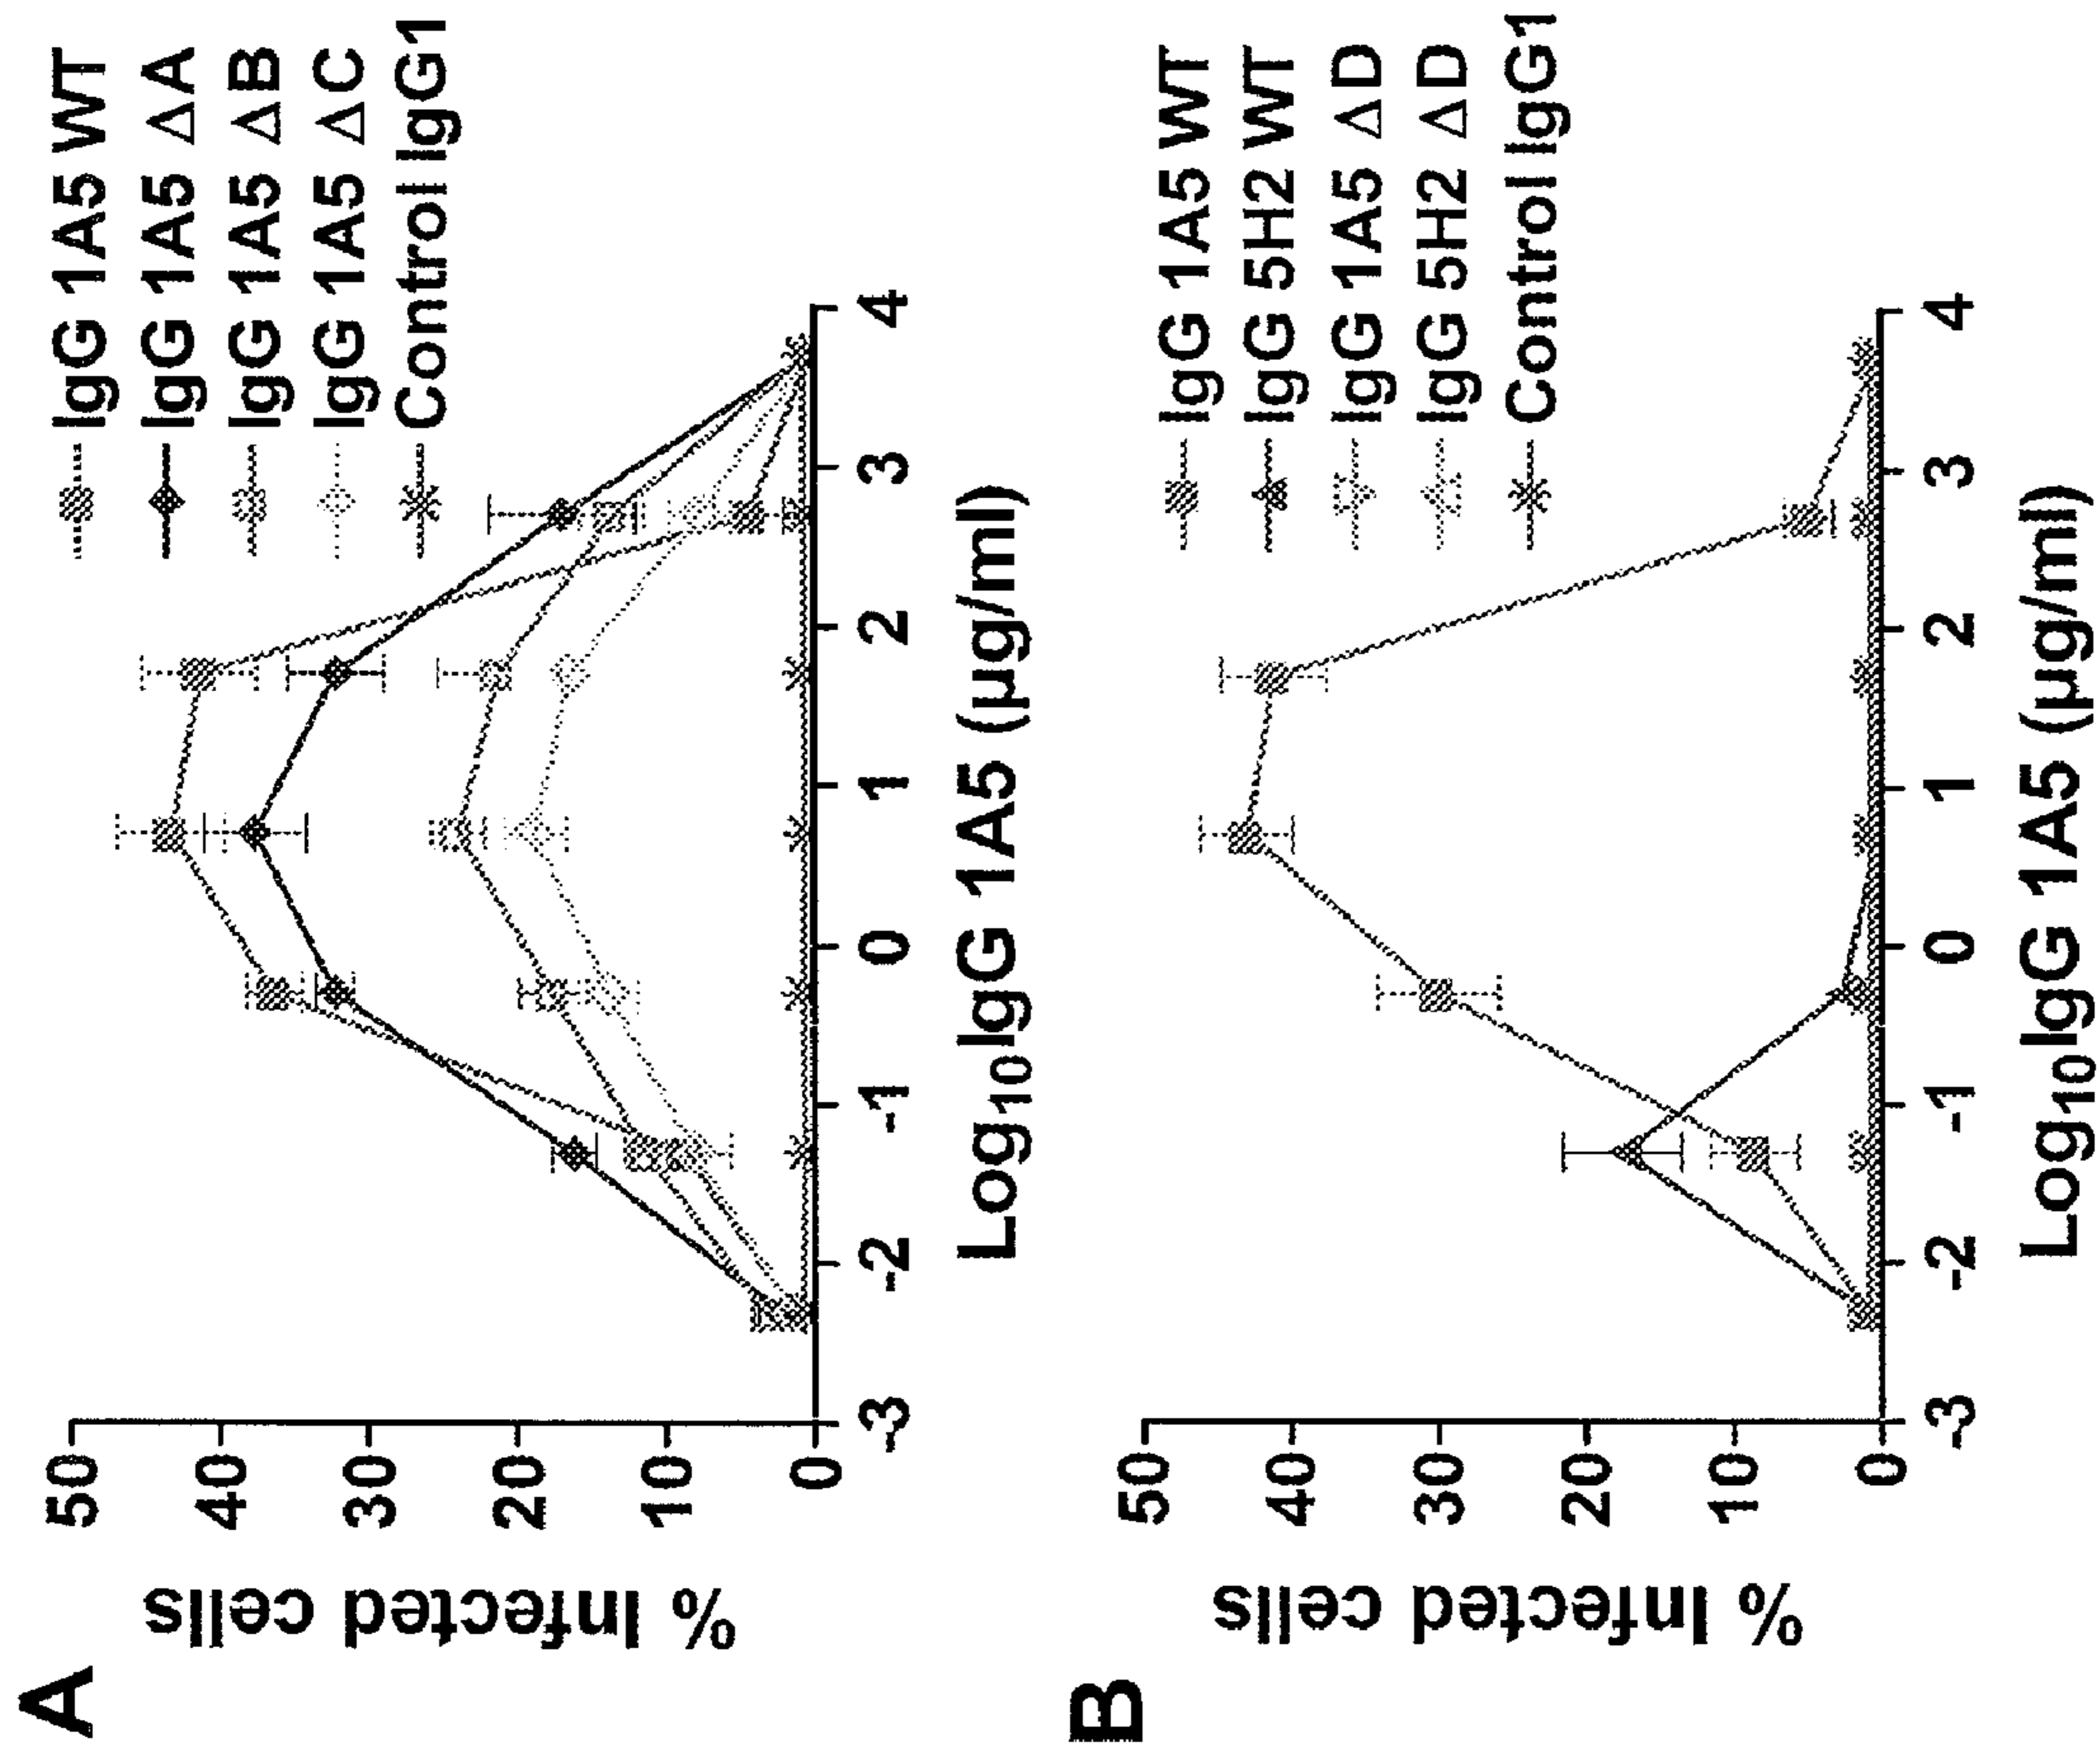 A
% Infected cells
50
40
30
20
10
0
-3
-2
-1
0
1
2
3
4
Log10IgG 1A5 (µg/ml)
IgG 1A5 WT
IgG 1A5 ΔA
IgG 1A5 ΔB
IgG 1A5 ΔC
Control IgG1
B
% Infected cells
50
40
30
20
10
0
-3
-2
-1
0
1
2
3
4
Log10IgG 1A5 (µg/ml)
IgG 1A5 WT
IgG 5H2 WT
IgG 1A5 ΔD
IgG 5H2 ΔD
Control IgG1